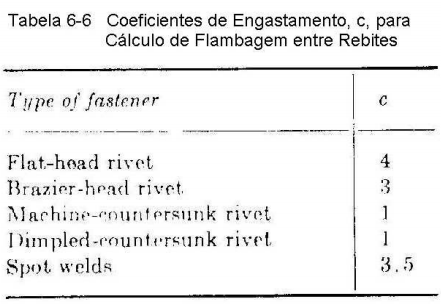 Tabela 6-6 Coeficientes de Engastamento, c, para
Cálculo de Flambagem entre Rebites
Type of fastener c
Flat-head rivet 4
Brazier-head rivet 3
Machine-countersunk rivet 1
Dimpled-countersunk rivet 1
Spot welds 3.5